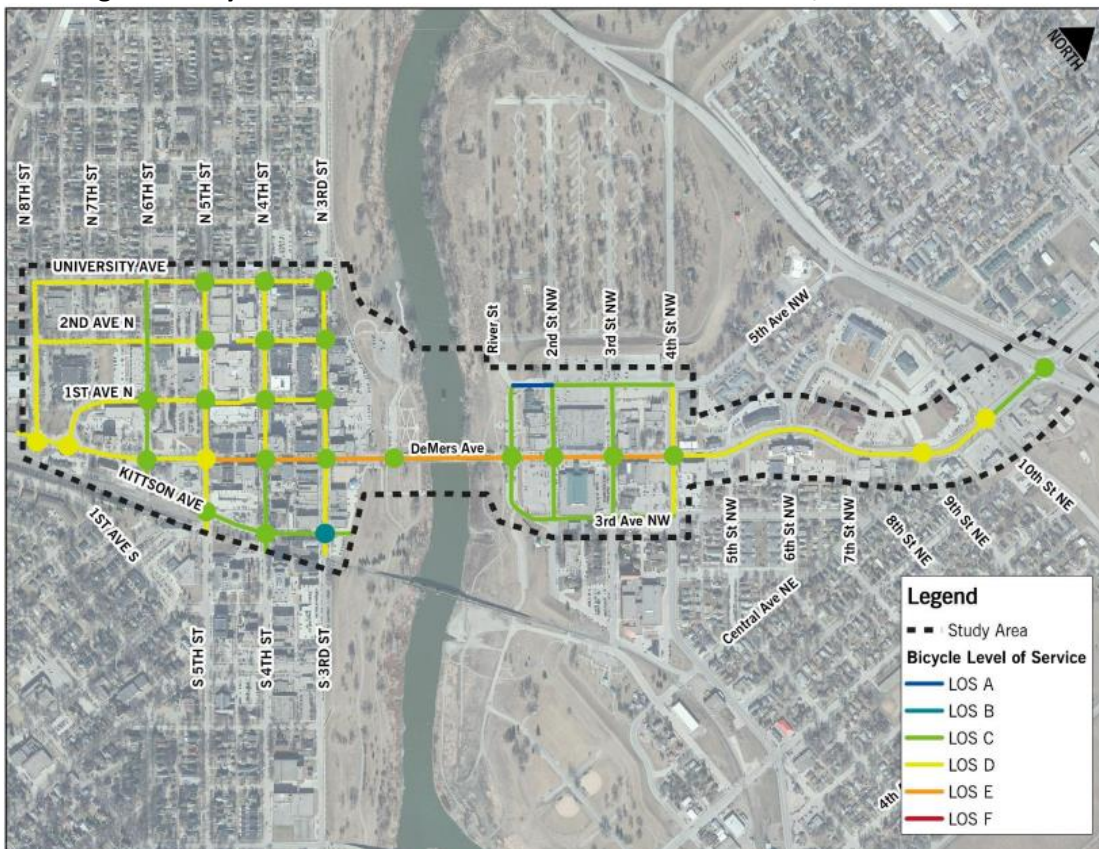 NORTH
N 8TH ST
N 7TH ST
N 6TH ST
N 5TH ST
N 4TH ST
N 3RD ST
UNIVERSITY AVE
2ND AVE N
1ST AVE N
KITTSON AVE
1ST AVE S
S 5TH ST
S 4TH ST
S 3RD ST
DeMers Ave
River St
2nd St NW
3rd St NW
4th St NW
5th Ave NW
3rd Ave NW
5th St NW
6th St NW
7th St NW
8th St NE
9th St NE
10th St NE
Central Ave NE
Legend
Study Area
Bicycle Level of Service
LOS A
LOS B
LOS C
LOS D
LOS E
LOS F